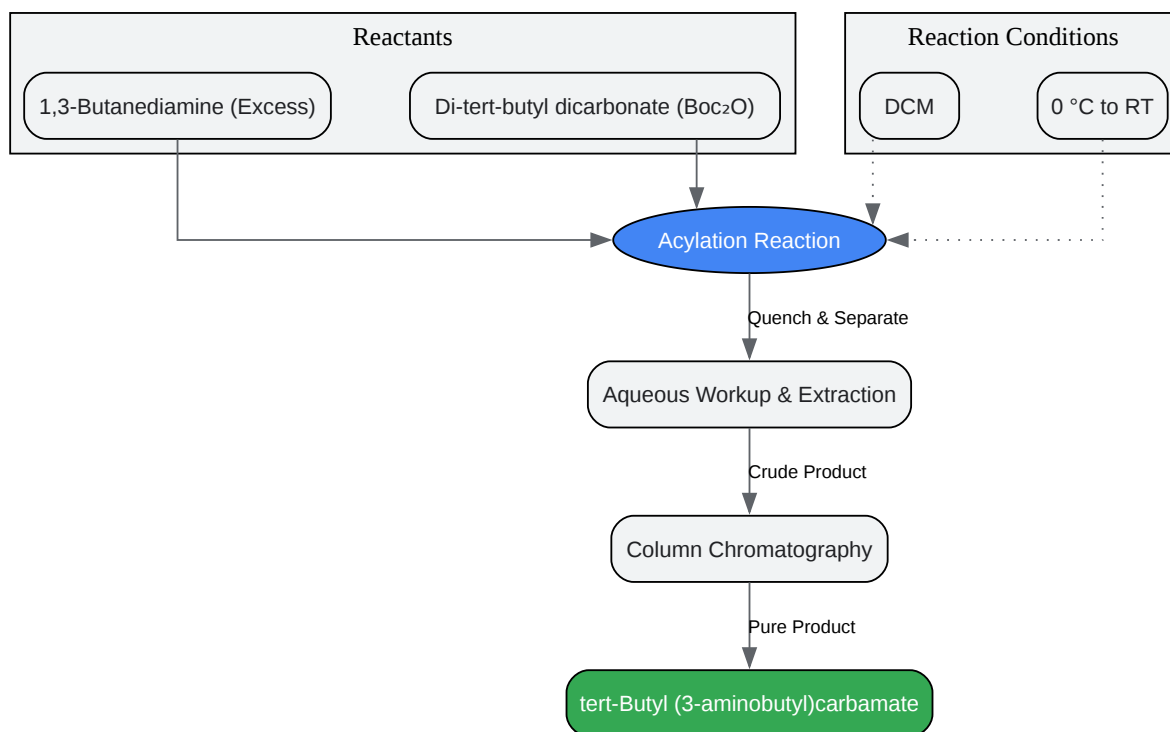 Reactants
Reaction Conditions
1,3-Butanediamine (Excess)
Di-tert-butyl dicarbonate (Boc₂O)
DCM
0 °C to RT
Acylation Reaction
Quench & Separate
Aqueous Workup & Extraction
Crude Product
Column Chromatography
Pure Product
tert-Butyl (3-aminobutyl)carbamate